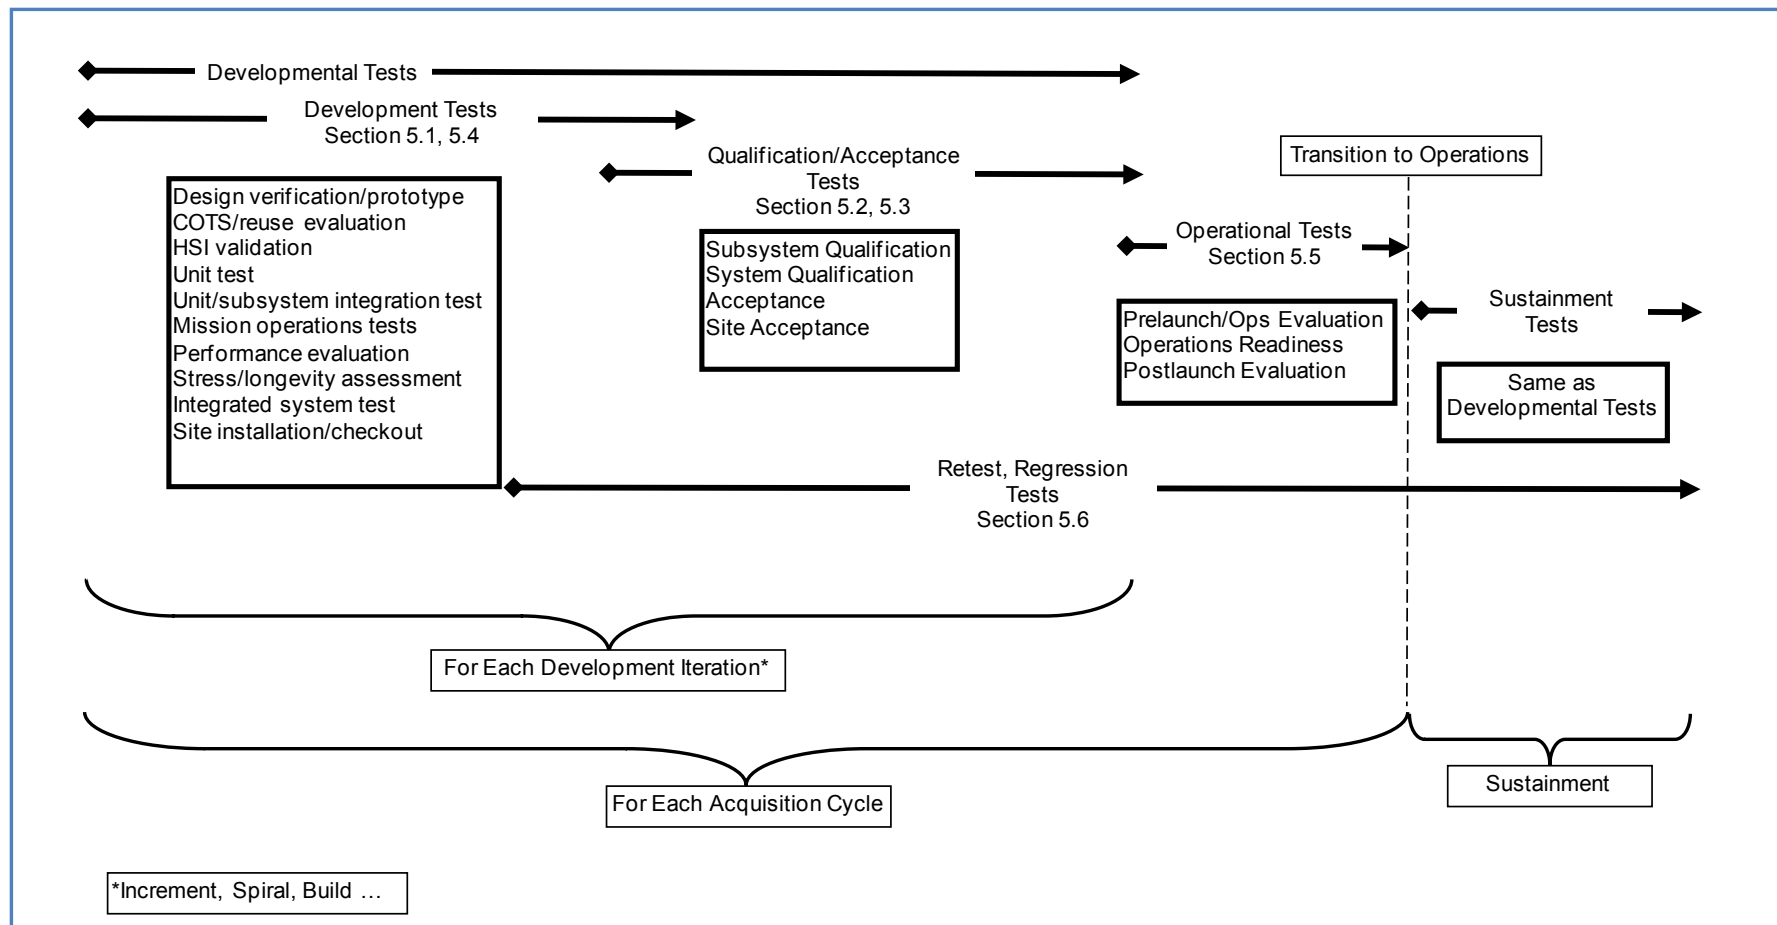 Developmental Tests
Development Tests
Section 5.1, 5.4
Qualification/Acceptance
Tests
Section 5.2, 5.3
Transition to Operations
Design verification/prototype
COTS/reuse evaluation
HSI validation
Unit test
Unit/subsystem integration test
Mission operations tests
Performance evaluation
Stress/longevity assessment
Integrated system test
Site installation/checkout
Subsystem Qualification
System Qualification
Acceptance
Site Acceptance
Operational Tests
Section 5.5
Prelaunch/Ops Evaluation
Operations Readiness
Postlaunch Evaluation
Sustainment
Tests
Same as
Developmental Tests
Retest, Regression
Tests
Section 5.6
For Each Development Iteration*
For Each Acquisition Cycle
Sustainment
*Increment, Spiral, Build …